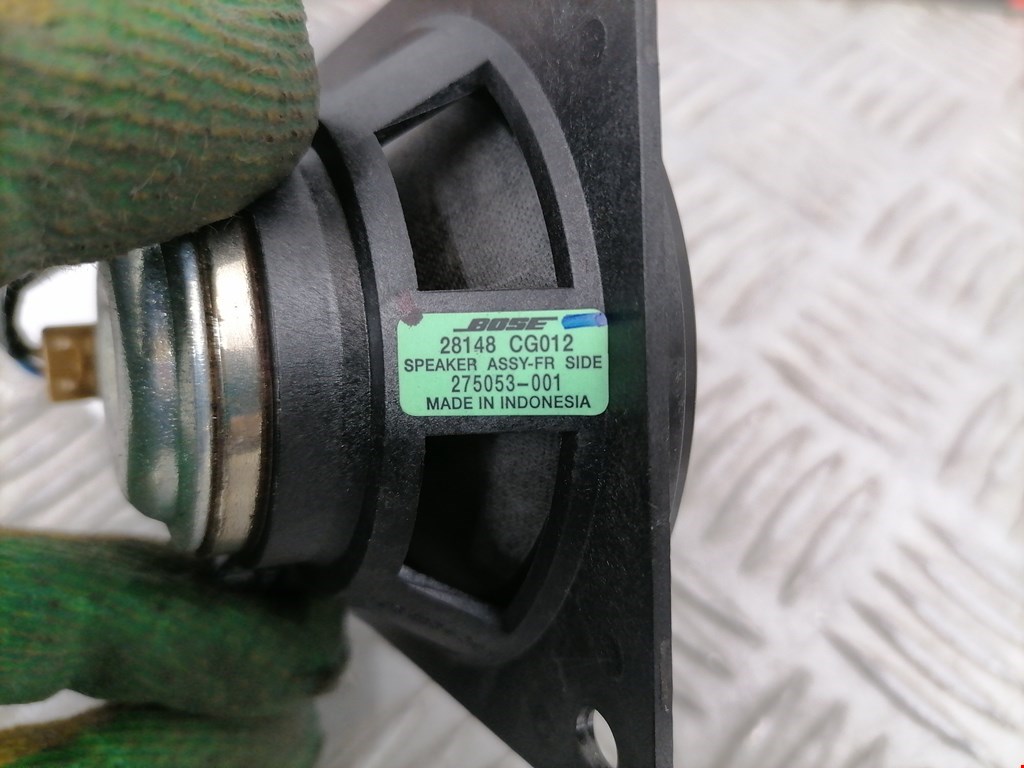 BOSE
28148 CG012
SPEAKER ASSY-FR SIDE
275053-001
MADE IN INDONESIA